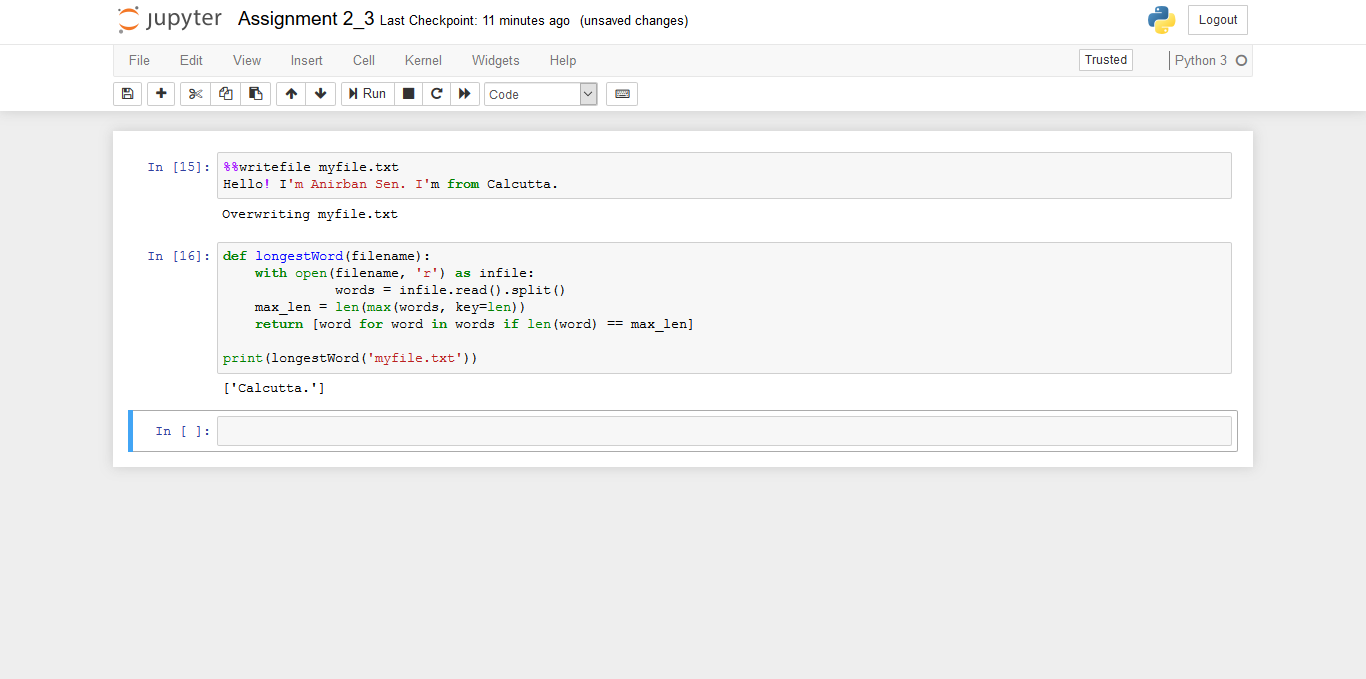 jupyter Assignment 2_3 Last Checkpoint: 11 minutes ago (unsaved changes) Logout
File Edit View Insert Cell Kernel Widgets Help Trusted Python 3
Run Code
In [15]: %%writefile myfile.txt
Hello! I'm Anirban Sen. I'm from Calcutta.
Overwriting myfile.txt
In [16]: def longestWord(filename):
    with open(filename, 'r') as infile:
              words = infile.read().split()
    max_len = len(max(words, key=len))
    return [word for word in words if len(word) == max_len]
print(longestWord('myfile.txt'))
['Calcutta.']
In [ ]: